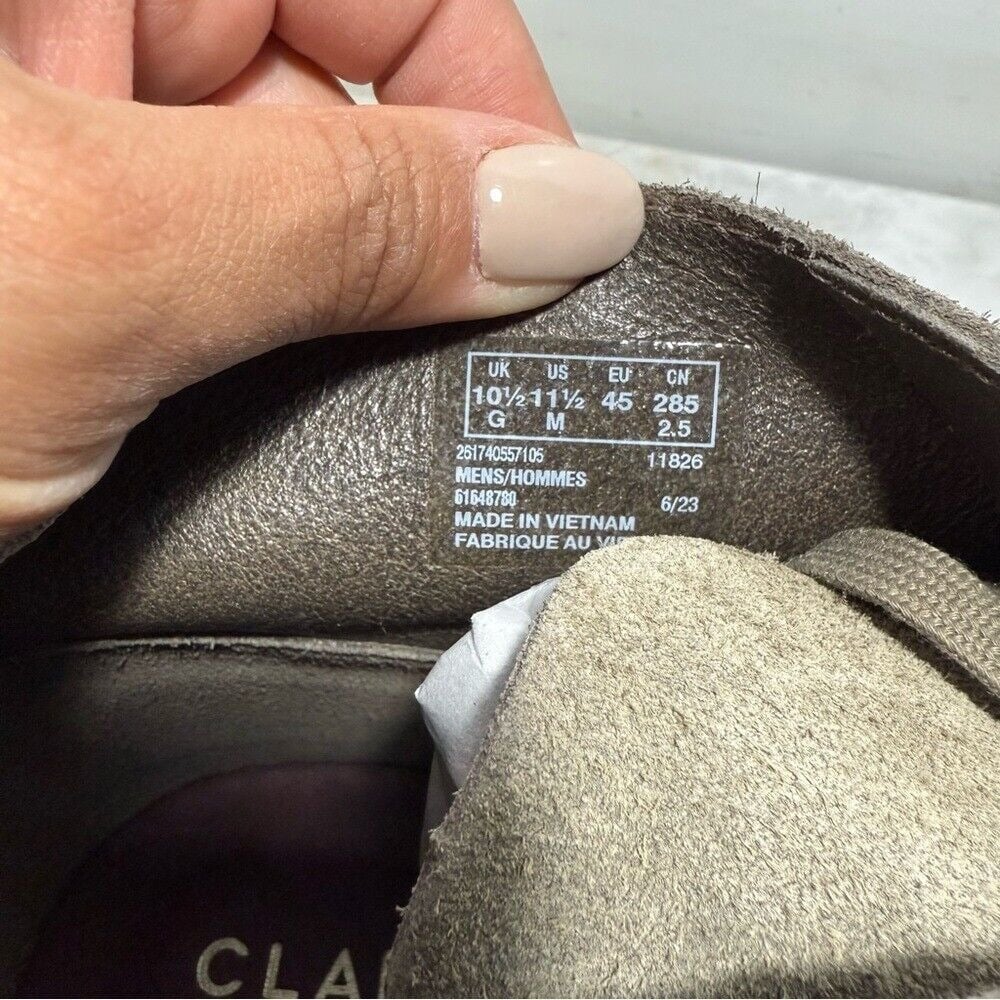 UK US EU CN
10½ 11½ 45 285
G M 2.5
261740557105 11826
MENS/HOMMES
61648780 6/23
MADE IN VIETNAM
FABRIQUE AU
CLA